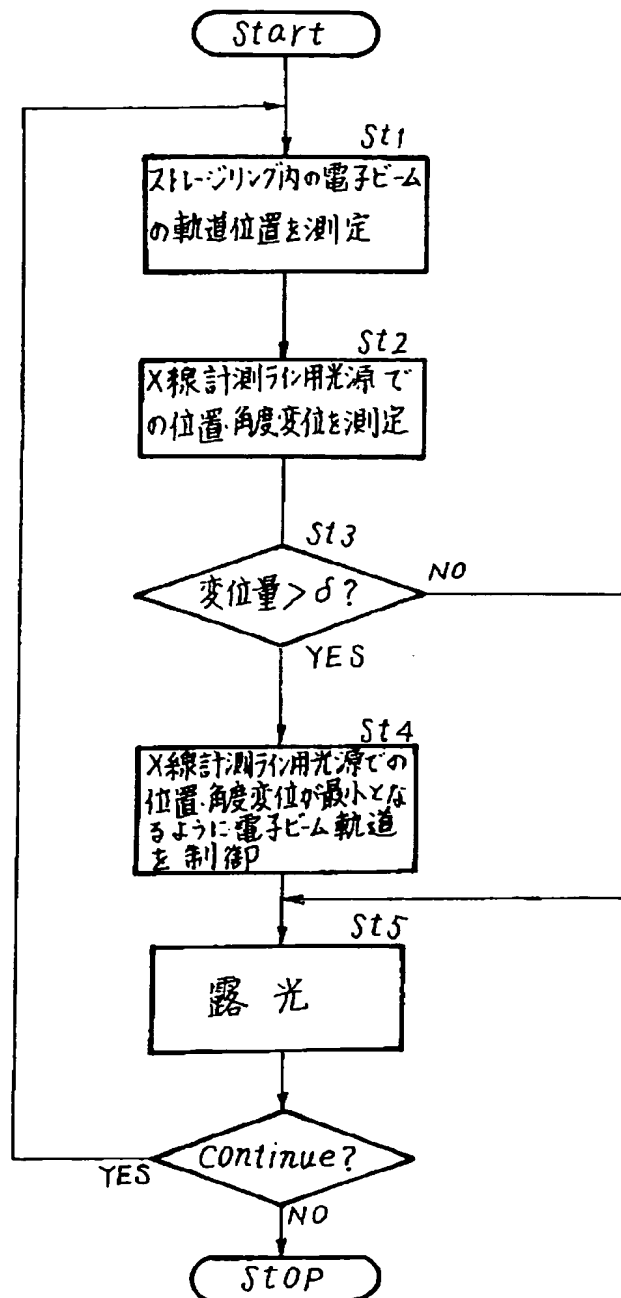 Start
St1
ストレージリング内の電子ビーム
の軌道位置を測定
St2
X線計測ライン用光源で
の位置・角度変位を測定
St3
変位量>δ?
NO
YES
St4
X線計測ライン用光源での
位置・角度変位が最小とな
るように電子ビーム軌道
を制御
St5
露光
Continue?
YES
NO
StOP